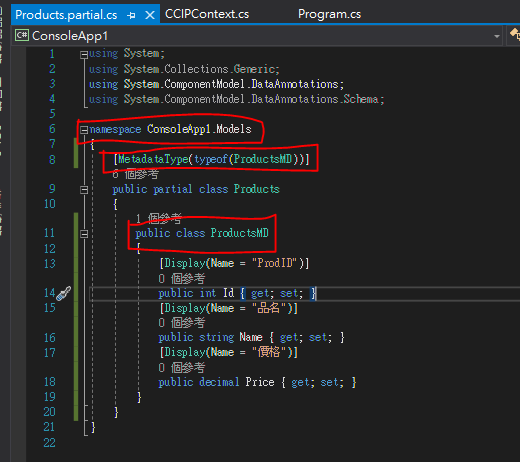 Products.partial.cs CCIPContext.cs Program.cs
C# ConsoleApp1
1 using System;
2 using System.Collections.Generic;
3 using System.ComponentModel.DataAnnotations;
4 using System.ComponentModel.DataAnnotations.Schema;
5
6 namespace ConsoleApp1.Models
7 {
8 [MetadataType(typeof(ProductsMD))]
6 個參考
9 public partial class Products
10 {
1 個參考
11 public class ProductsMD
12 {
13 [Display(Name = "ProdID")]
0 個參考
14 public int Id { get; set; }
15 [Display(Name = "品名")]
0 個參考
16 public string Name { get; set; }
17 [Display(Name = "價格")]
0 個參考
18 public decimal Price { get; set; }
19 }
20 }
21 }
22